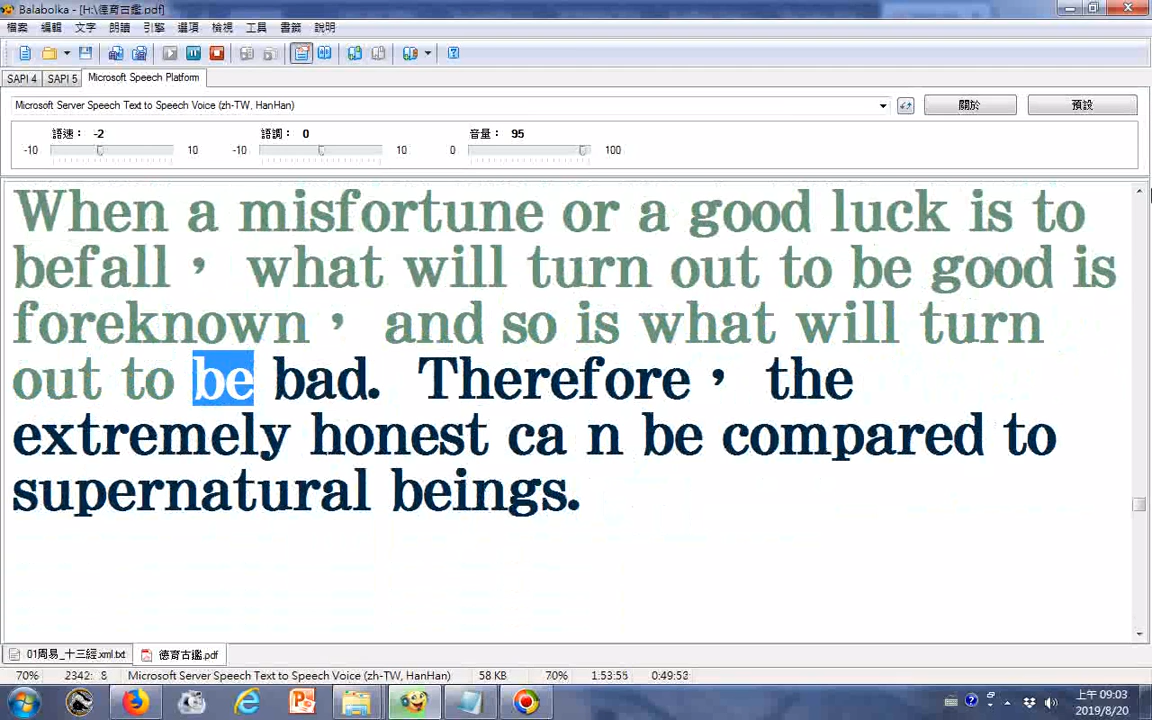 Balabolka - [H:\德育古鑑.pdf]
檔案 編輯 文字 朗讀 引擎 選項 檢視 工具 書籤 說明
SAPI 4 SAPI 5 Microsoft Speech Platform
Microsoft Server Speech Text to Speech Voice (zh-TW, HanHan) 關於 預設
語速： -2 語調： 0 音量： 95
-10 10 -10 10 0 100
When a misfortune or a good luck is to
befall， what will turn out to be good is
foreknown， and so is what will turn
out to be bad. Therefore， the
extremely honest ca n be compared to
supernatural beings.
01周易_十三經.xml.txt 德育古鑑.pdf
70% 2342: 8 Microsoft Server Speech Text to Speech Voice (zh-TW, HanHan) 58 KB 70% 1:53:55 0:49:53
上午 09:03
2019/8/20